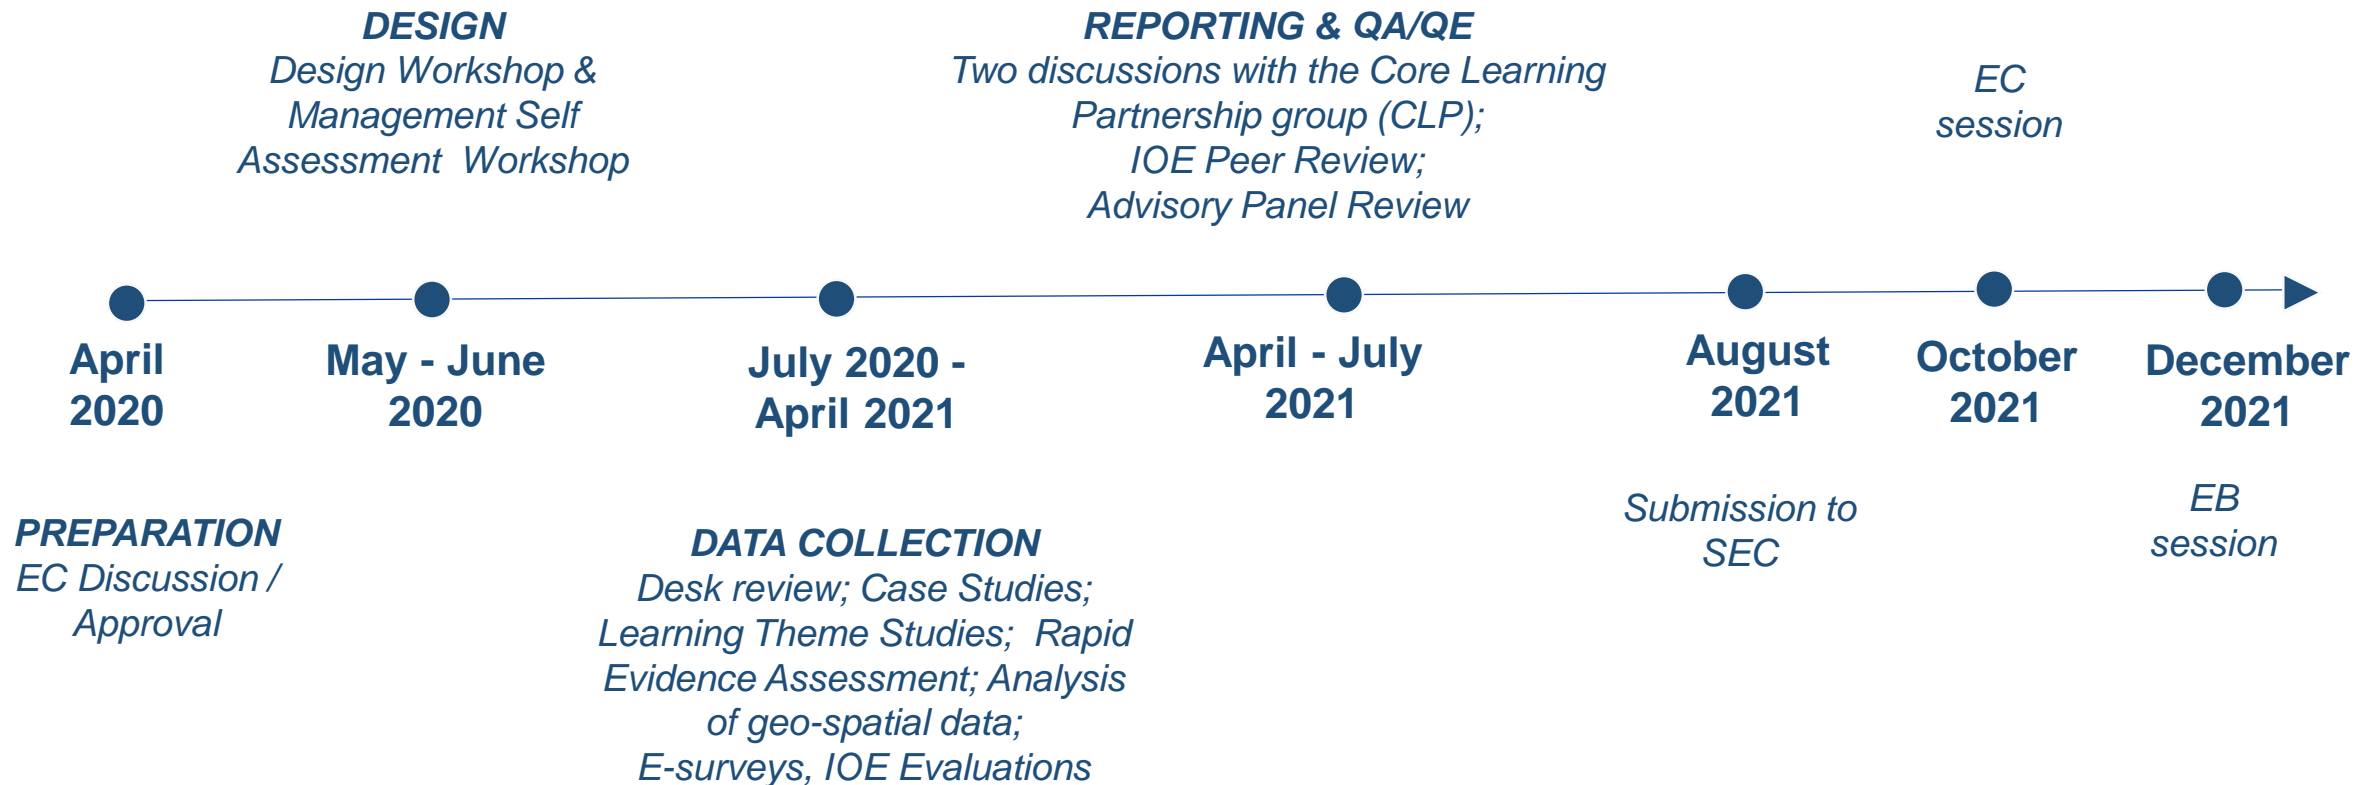 DESIGN
Design Workshop &
Management Self
Assessment Workshop
REPORTING & QA/QE
Two discussions with the Core Learning
Partnership group (CLP);
IOE Peer Review;
Advisory Panel Review
EC
session
April
2020
May - June
2020
July 2020 -
April 2021
April - July
2021
August
2021
October
2021
December
2021
PREPARATION
EC Discussion /
Approval
DATA COLLECTION
Desk review; Case Studies;
Learning Theme Studies; Rapid
Evidence Assessment; Analysis
of geo-spatial data;
E-surveys, IOE Evaluations
Submission to
SEC
EB
session